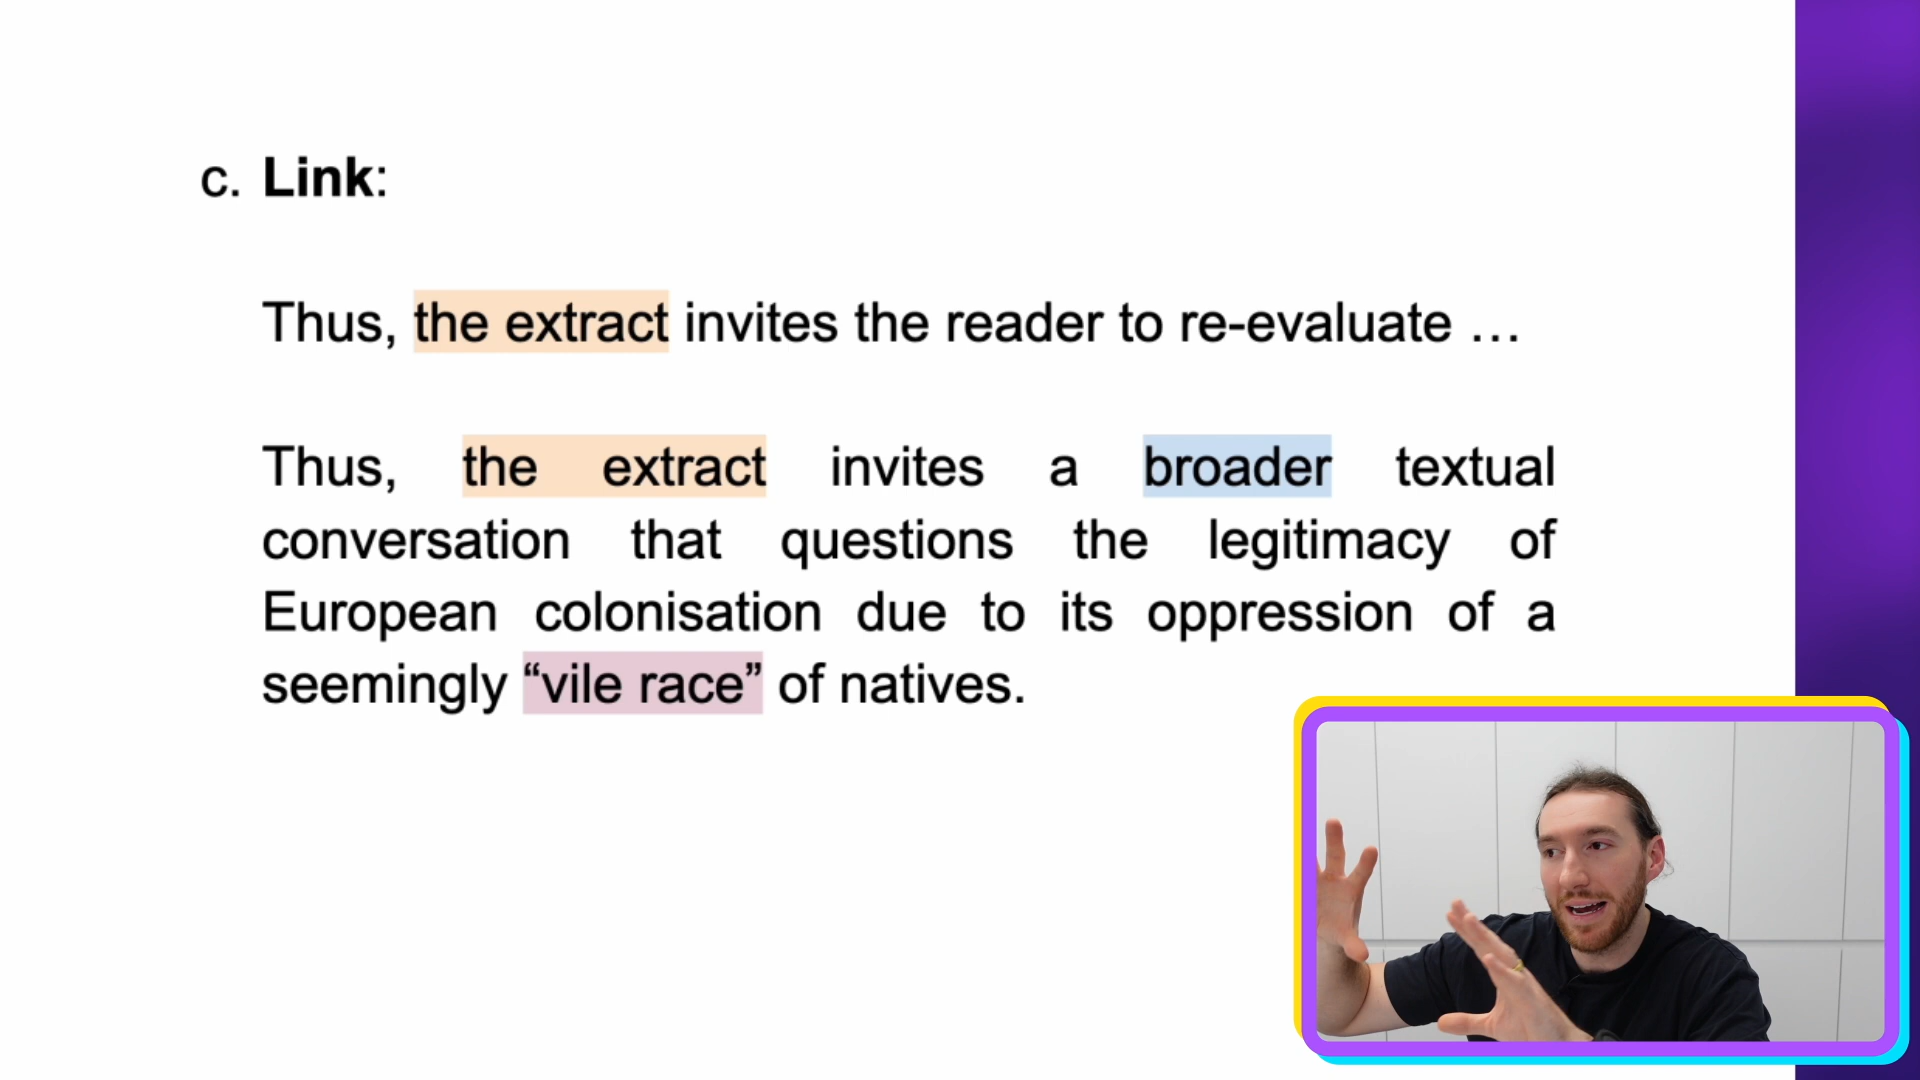 c. Link:
Thus, the extract invites the reader to re-evaluate …
Thus, the extract invites a broader textual
conversation that questions the legitimacy of
European colonisation due to its oppression of a
seemingly “vile race” of natives.